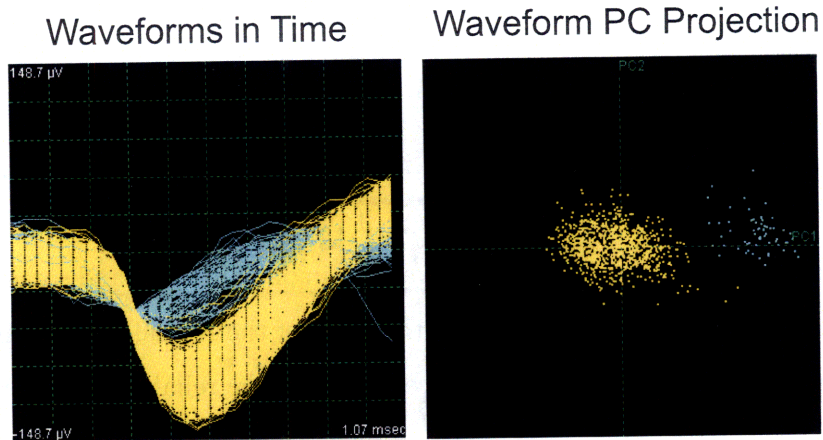 Waveforms in Time
Waveform PC Projection
148.7 µV
-148.7 µV
1.07 msec
PC2
PC1